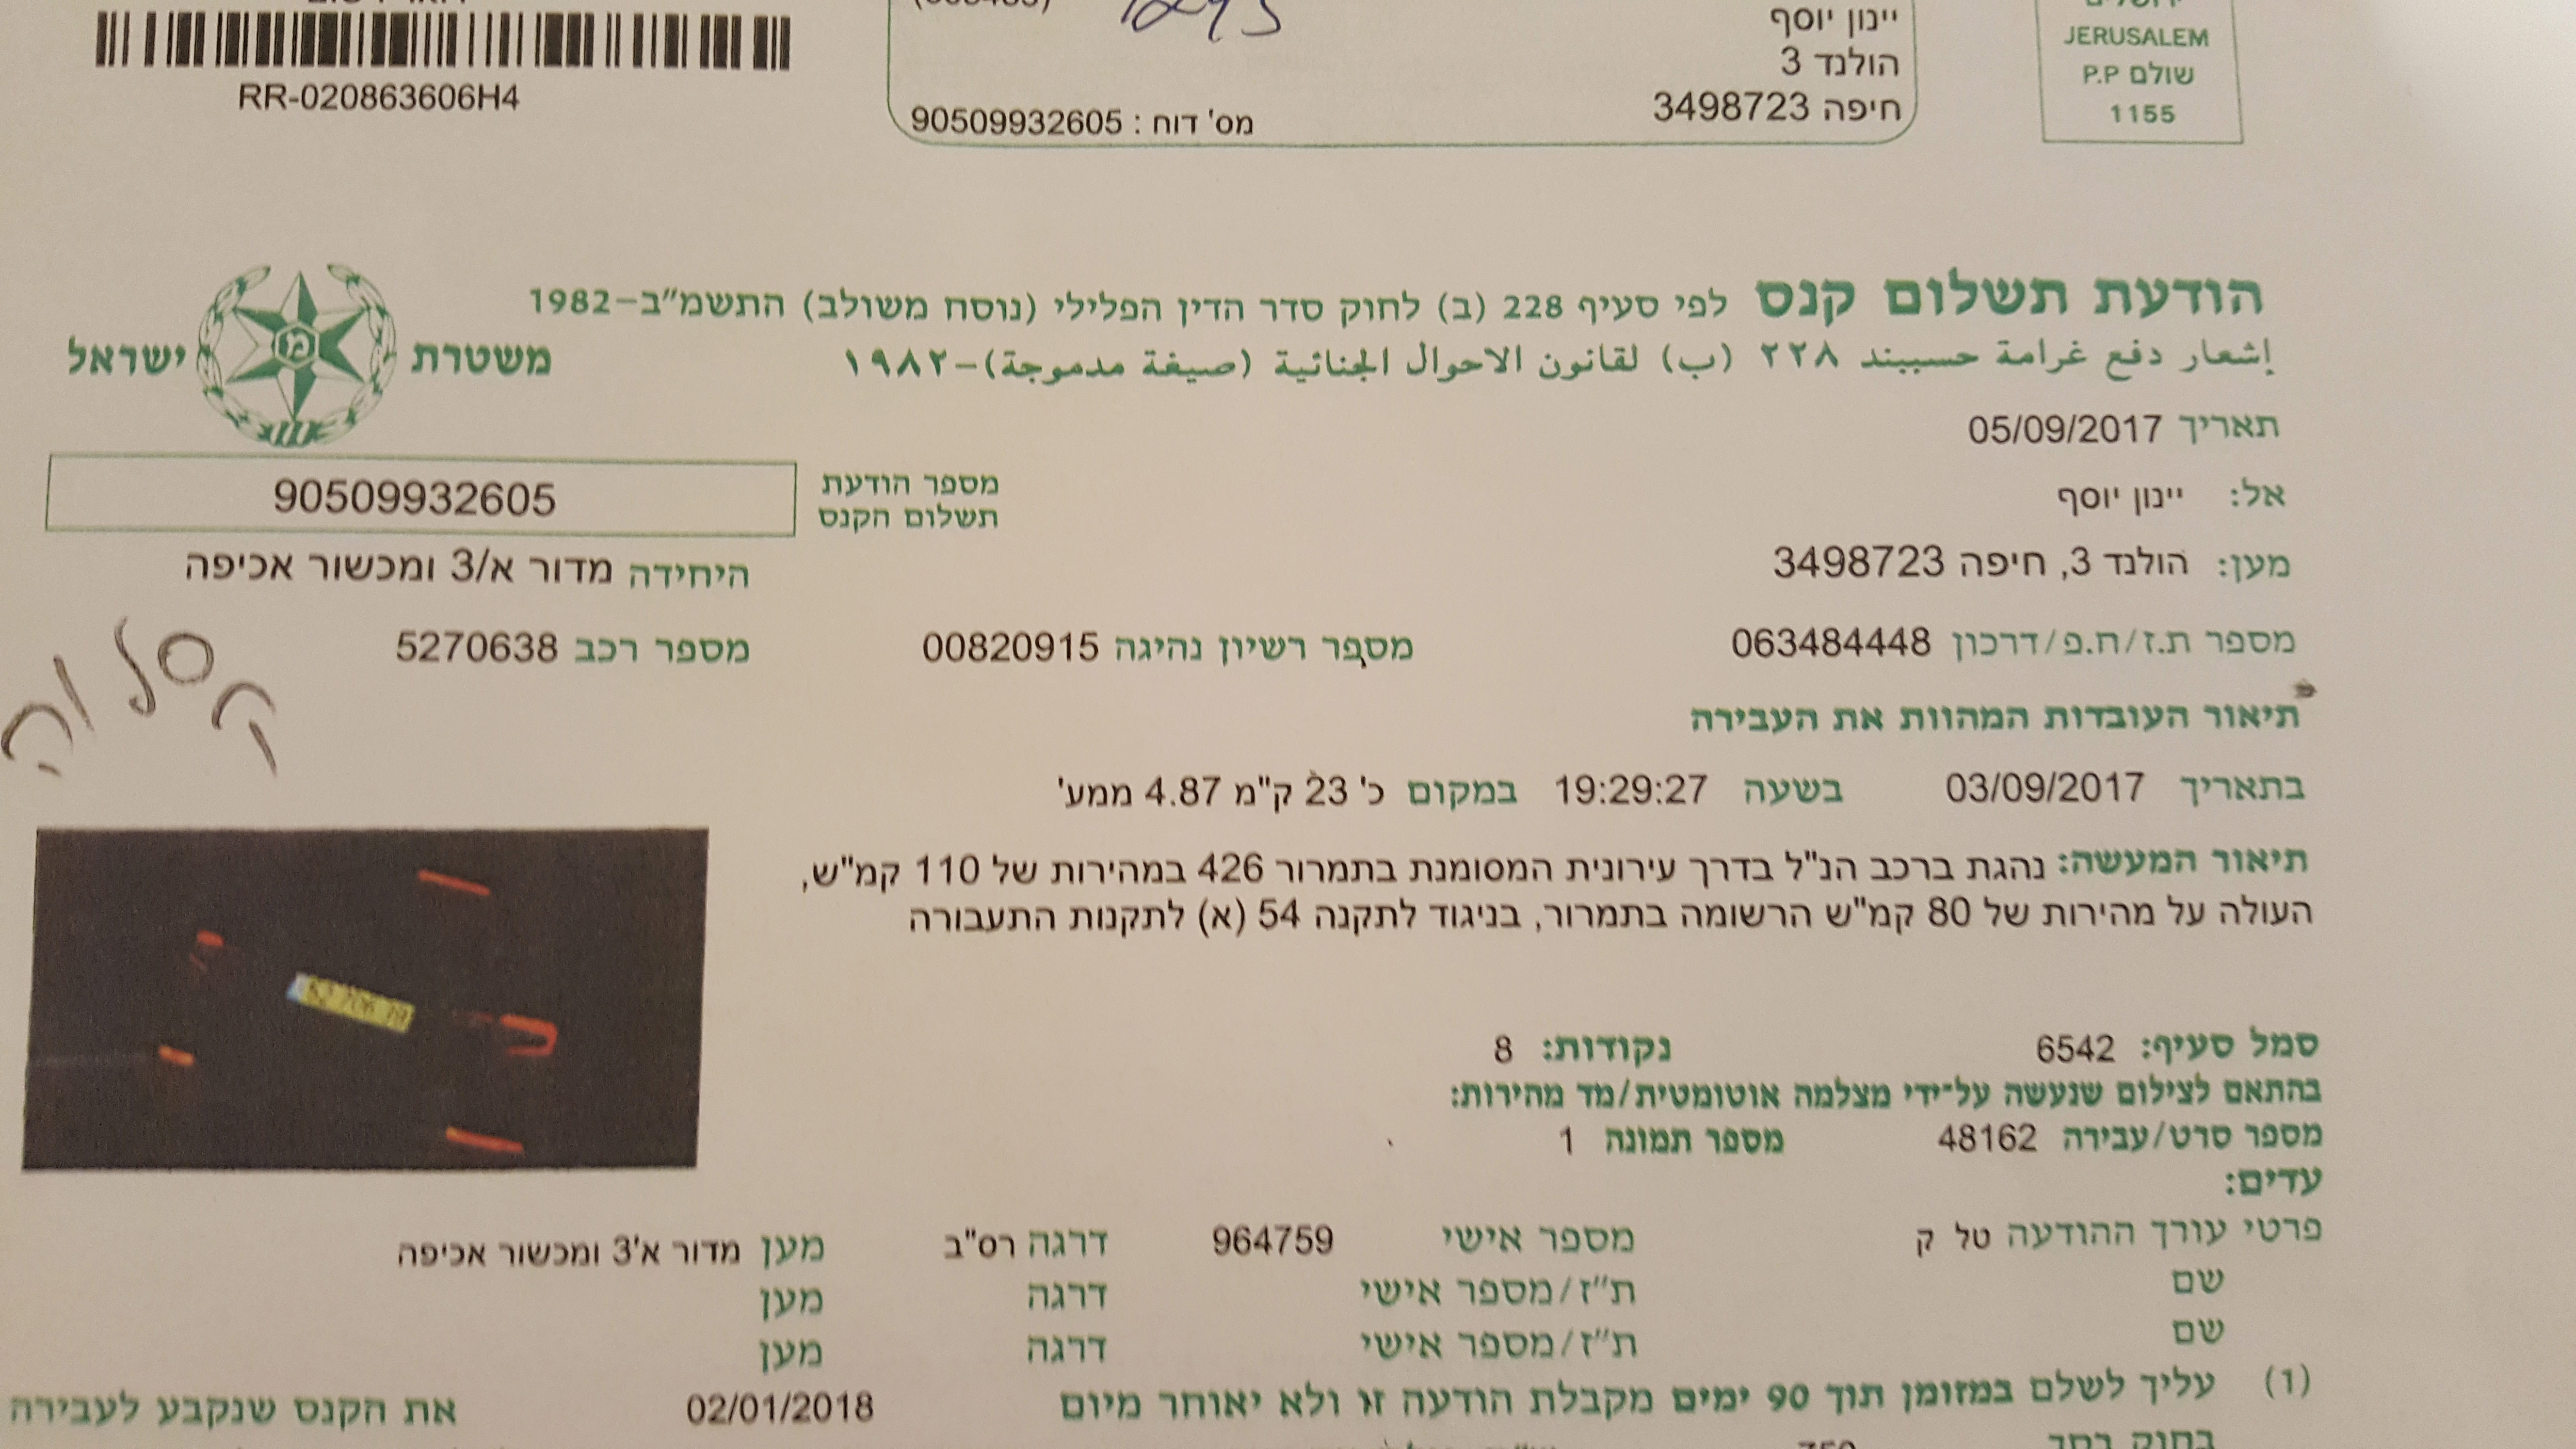 RR-020863606H4
יינון יוסף
הולנד 3
חיפה 3498723
מס' דוח : 90509932605
JERUSALEM
שולם P.P
1155
הודעת תשלום קנס לפי סעיף 228 (ב) לחוק סדר הדין הפלילי (נוסח משולב) התשמ"ב-1982
إشعار دفع غرامة حسببند ٢٢٨ (ب) لقانون الاحوال الجنائية (صيغة مدموجة)-١٩٨٢
משטרת ישראל
תאריך 05/09/2017
מספר הודעת
תשלום הקנס
90509932605
אל: יינון יוסף
מען: הולנד 3, חיפה 3498723
היחידה מדור א/3 ומכשור אכיפה
מספר ת.ז/ח.פ/דרכון 063484448 מספר רשיון נהיגה 00820915 מספר רכב 5270638
תיאור העובדות המהוות את העבירה
בתאריך 03/09/2017 בשעה 19:29:27 במקום כ' 23 ק"מ 4.87 ממע'
תיאור המעשה: נהגת ברכב הנ"ל בדרך עירונית המסומנת בתמרור 426 במהירות של 110 קמ"ש,
העולה על מהירות של 80 קמ"ש הרשומה בתמרור, בניגוד לתקנה 54 (א) לתקנות התעבורה
סמל סעיף: 6542 נקודות: 8
בהתאם לצילום שנעשה על-ידי מצלמה אוטומטית/מד מהירות:
מספר סרט/עבירה 48162 מספר תמונה 1
עדים:
פרטי עורך ההודעה טל ק מספר אישי 964759 דרגה רס"ב מען מדור א'3 ומכשור אכיפה
שם ת"ז/מספר אישי דרגה מען
שם ת"ז/מספר אישי דרגה מען
(1) עליך לשלם במזומן תוך 90 ימים מקבלת הודעה זו ולא יאוחר מיום 02/01/2018 את הקנס שנקבע לעבירה